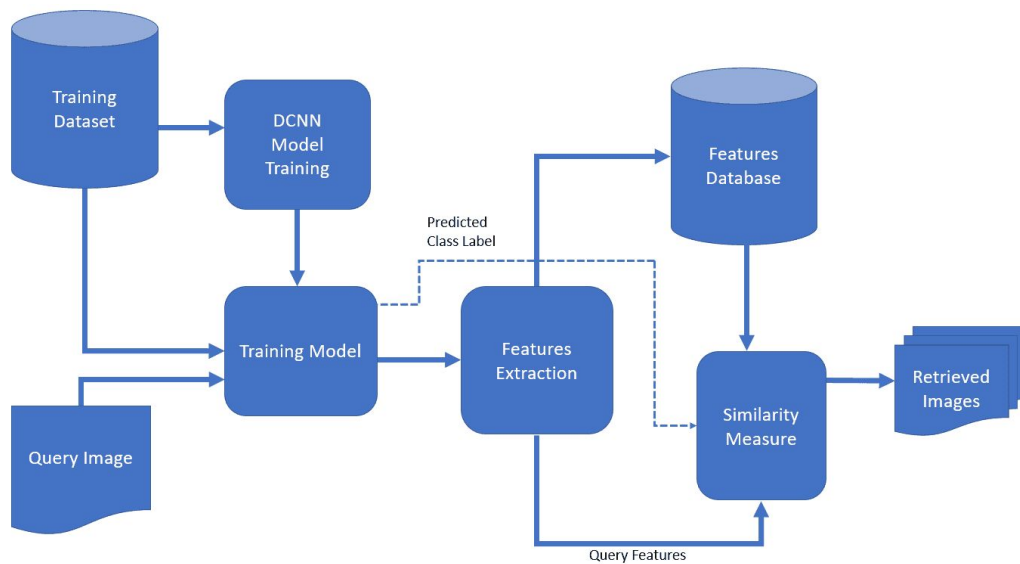 Training
Dataset
DCNN
Model
Training
Features
Database
Predicted
Class Label
Training Model
Features
Extraction
Similarity
Measure
Retrieved
Images
Query Image
Query Features